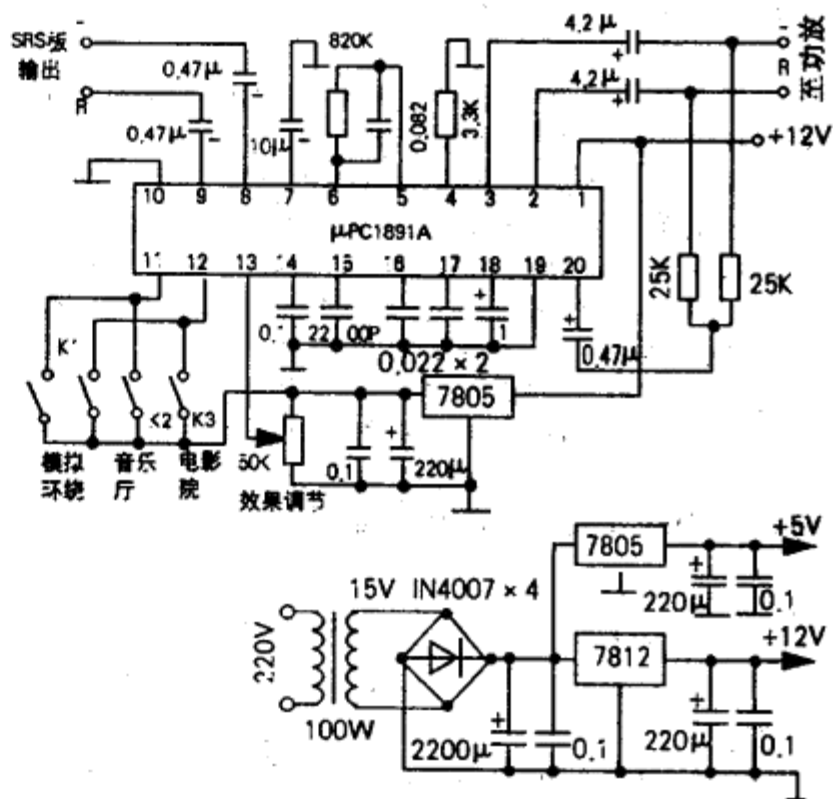 SRS板
输出
R
0.47μ
0.47μ
10μ
820K
0.082
3.3K
4.2μ
4.2μ
R
至功放
+12V
10 9 8 7 6 5 4 3 2 1
μPC1891A
11 12 13 14 15 16 17 18 19 20
25K
25K
K1
K2
K3
22 00P
1
0.022 × 2
0.47μ
7805
0.1
220μ
模拟
环绕
音乐
厅
电影
院
50K
效果调节
220V
100W
15V IN4007 × 4
2200μ
0.1
7805
+5V
220μ
0.1
7812
+12V
220μ
0.1